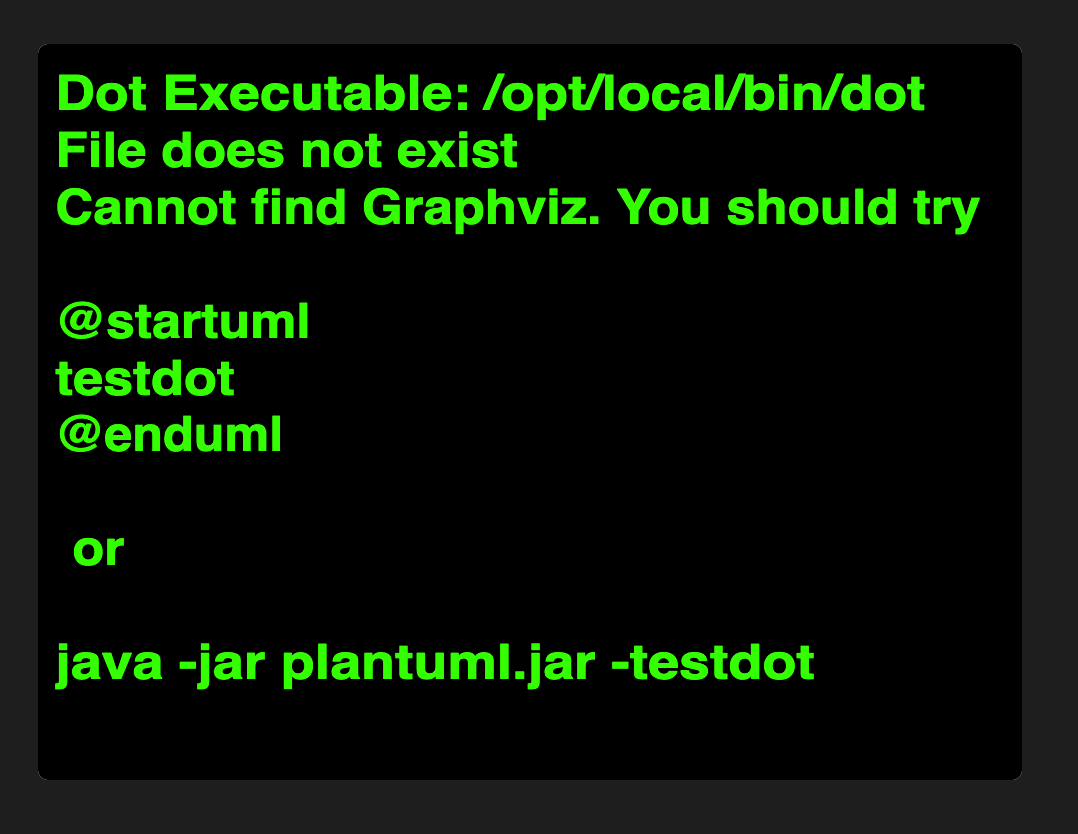 Dot Executable: /opt/local/bin/dot
File does not exist
Cannot find Graphviz. You should try
@startuml
testdot
@enduml
or
java -jar plantuml.jar -testdot